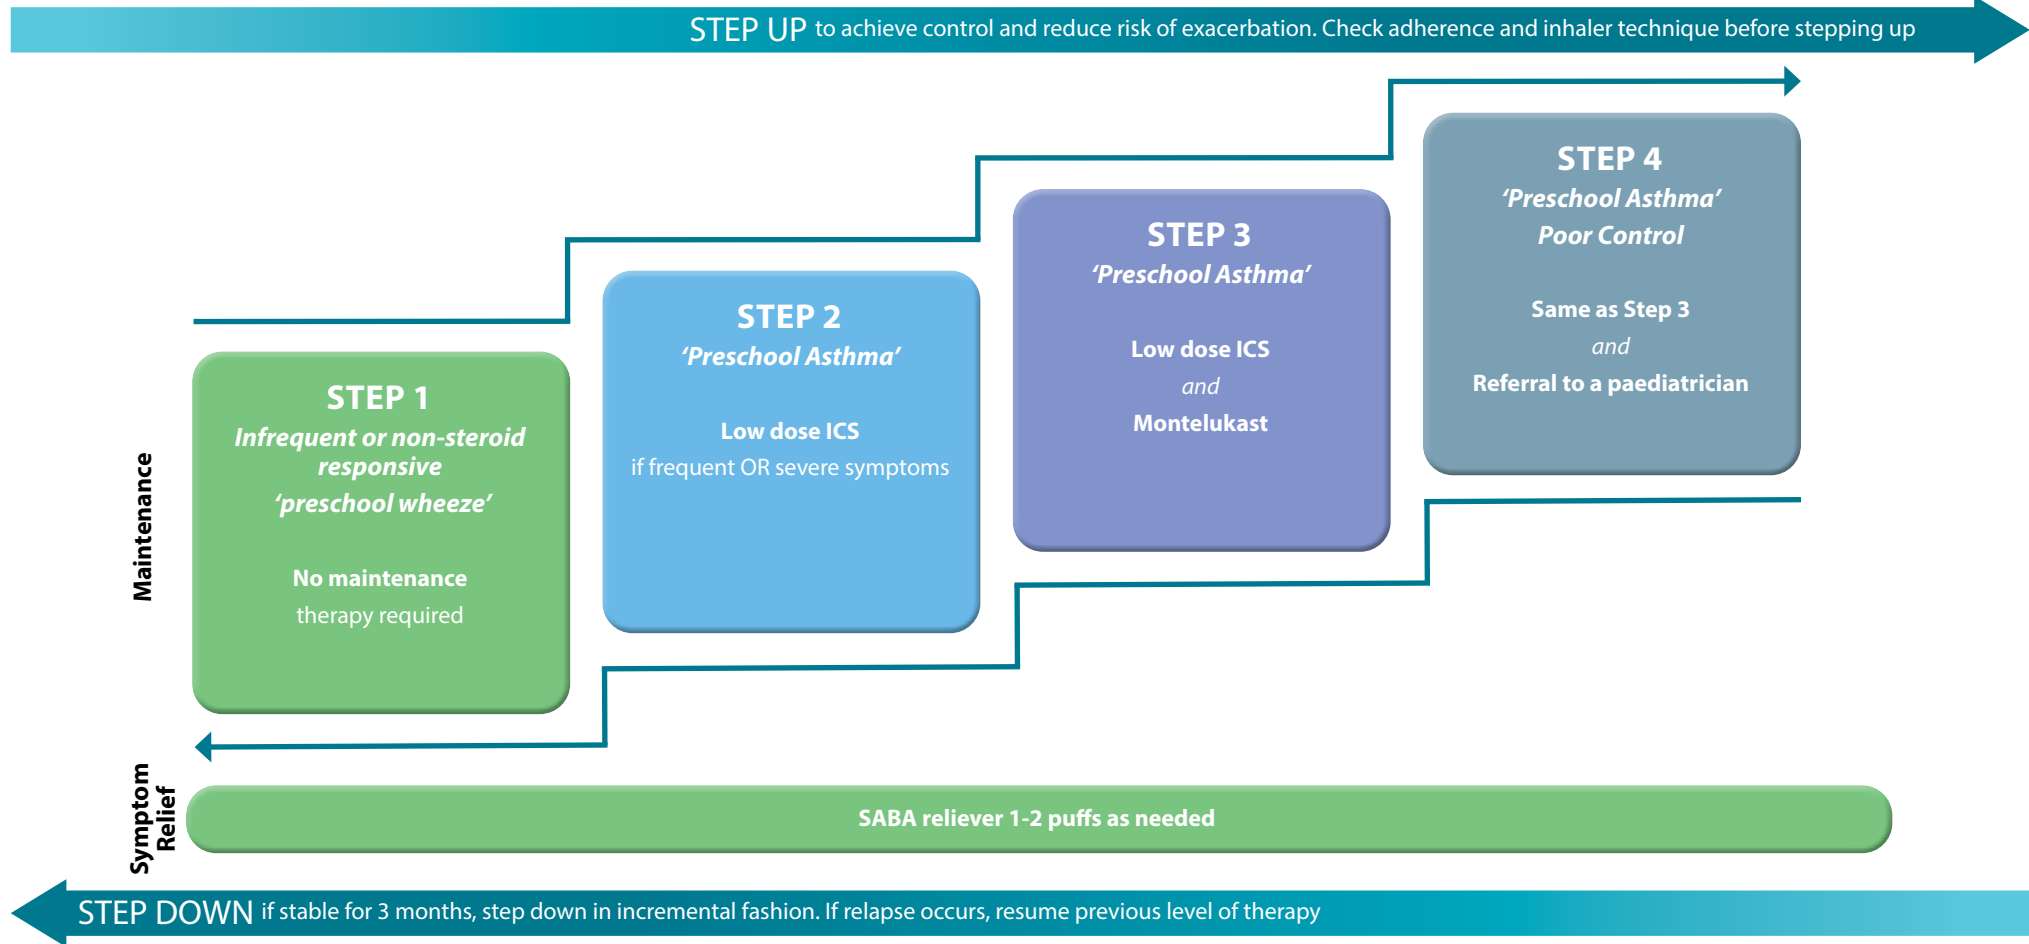 STEP UP to achieve control and reduce risk of exacerbation. Check adherence and inhaler technique before stepping up
STEP 1
Infrequent or non-steroid
responsive
‘preschool wheeze’
No maintenance
therapy required
STEP 2
‘Preschool Asthma’
Low dose ICS
if frequent OR severe symptoms
STEP 3
‘Preschool Asthma’
Low dose ICS
and
Montelukast
STEP 4
‘Preschool Asthma’
Poor Control
Same as Step 3
and
Referral to a paediatrician
Maintenance
Symptom
Relief
SABA reliever 1-2 puffs as needed
STEP DOWN if stable for 3 months, step down in incremental fashion. If relapse occurs, resume previous level of therapy